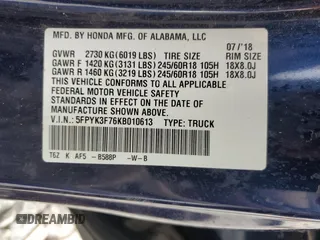 MFD. BY HONDA MFG. OF ALABAMA, LLC
GVWR 2730 KG (6019 LBS) TIRE SIZE 07/'18
GAWR F 1420 KG (3131 LBS) 245/60R18 105H 18X8.0J
GAWR R 1460 KG (3219 LBS) 245/60R18 105H 18X8.0J
THIS VEHICLE CONFORMS TO ALL APPLICABLE
FEDERAL MOTOR VEHICLE SAFETY STANDARDS
IN EFFECT ON THE DATE OF
MANUFACTURE SHOWN ABOVE.
V.I.N.: 5FPYK3F76KB010613 TYPE: TRUCK
T6Z K AF5 -B588P -W-B
DREAMBID